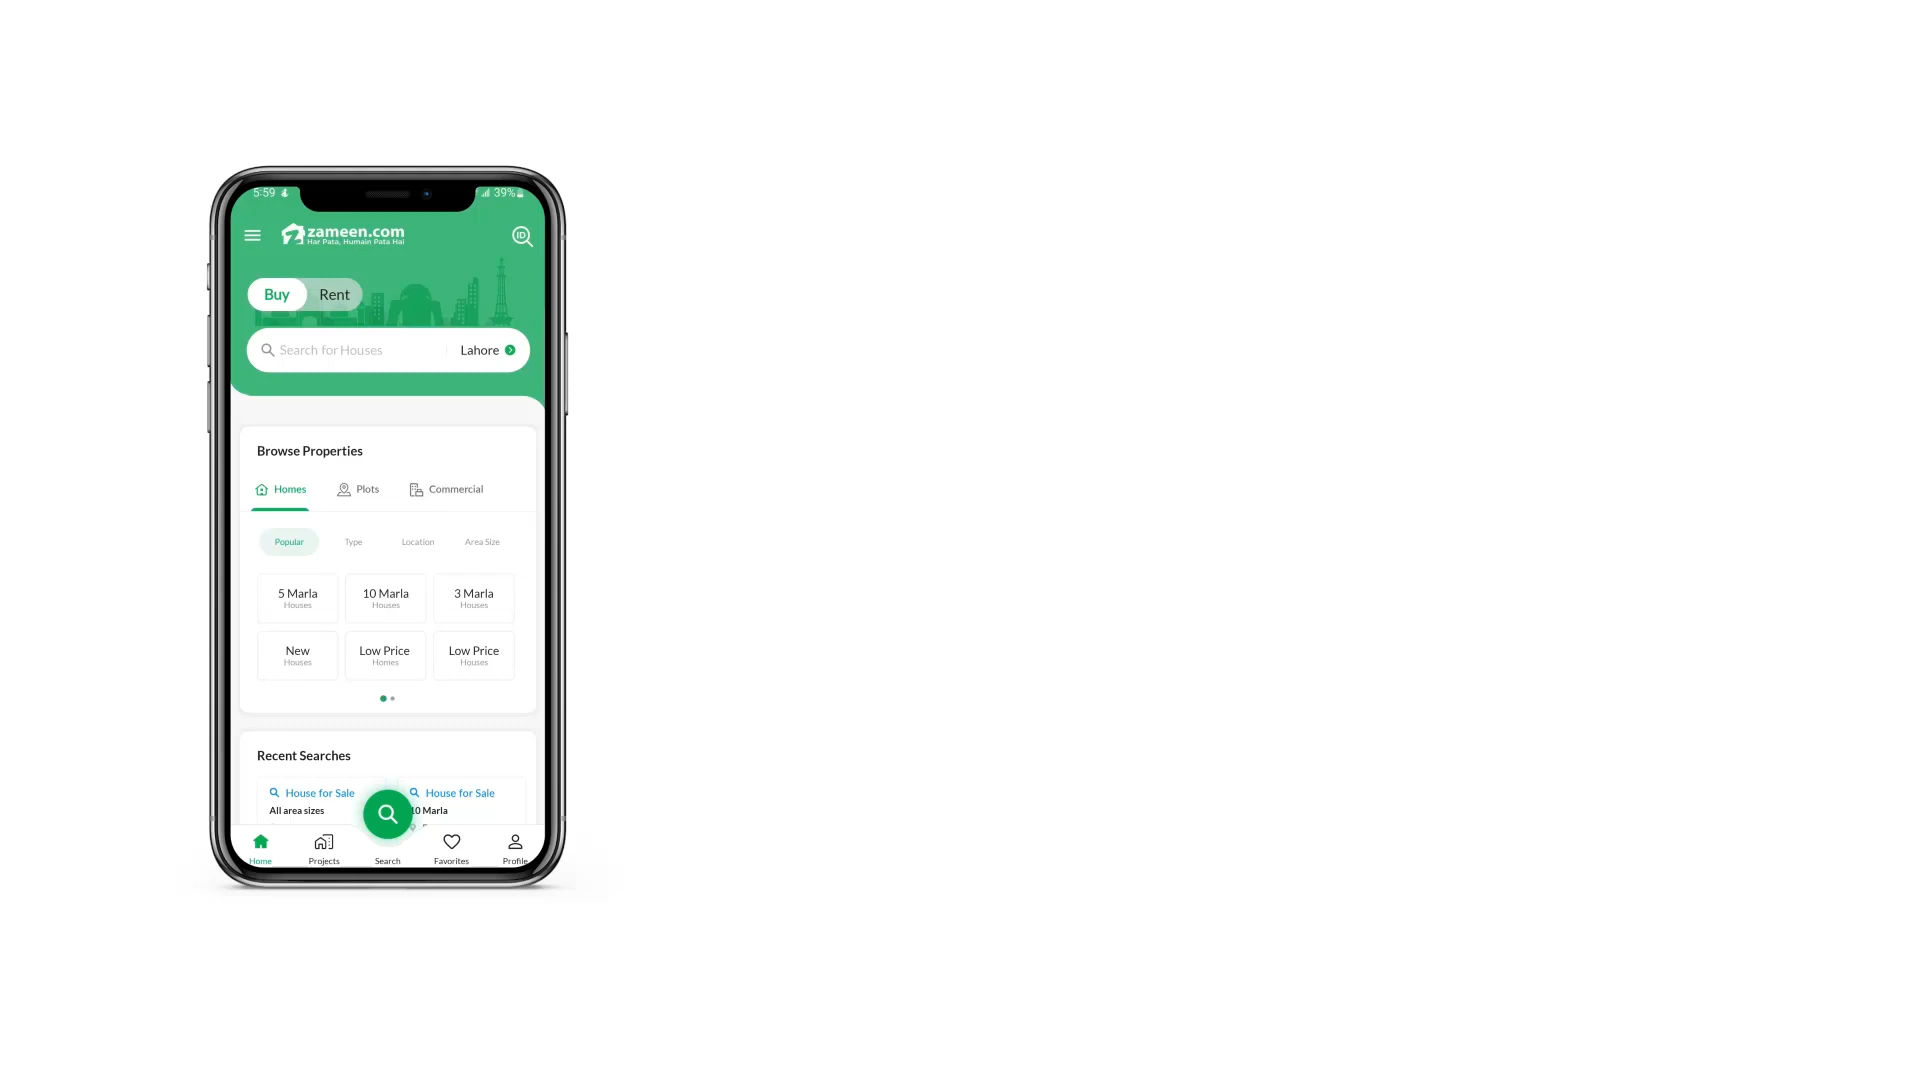 5:59
39%
zameen.com
Har Pata, Humain Pata Hai
ID
Buy Rent
Search for Houses Lahore
Browse Properties
Homes Plots Commercial
Popular Type Location Area Size
5 Marla 10 Marla 3 Marla
Houses Houses Houses
New Low Price Low Price
Houses Homes Houses
Recent Searches
House for Sale House for Sale
All area sizes 10 Marla
Home Projects Search Favorites Profile